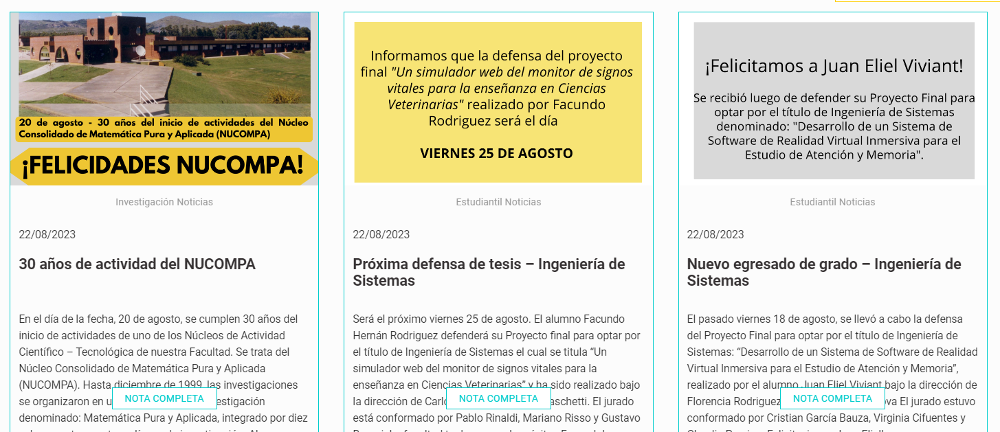 20 de agosto - 30 años del inicio de actividades del Núcleo
Consolidado de Matemática Pura y Aplicada (NUCOMPA)
¡FELICIDADES NUCOMPA!
Investigación Noticias
22/08/2023
30 años de actividad del NUCOMPA
En el día de la fecha, 20 de agosto, se cumplen 30 años del
inicio de actividades de uno de los Núcleos de Actividad
Científico – Tecnológica de nuestra Facultad. Se trata del
Núcleo Consolidado de Matemática Pura y Aplicada
(NUCOMPA). Hasta diciembre de 1999, las investigaciones
se organizaron en
NOTA COMPLETA
denominado: Matemática Pura y Aplicada, integrado por diez
Informamos que la defensa del proyecto
final "Un simulador web del monitor de signos
vitales para la enseñanza en Ciencias
Veterinarias" realizado por Facundo
Rodriguez será el día
VIERNES 25 DE AGOSTO
Estudiantil Noticias
22/08/2023
Próxima defensa de tesis – Ingeniería de
Sistemas
Será el próximo viernes 25 de agosto. El alumno Facundo
Hernán Rodriguez defenderá su Proyecto final para optar por
el título de Ingeniería de Sistemas el cual se titula “Un
simulador web del monitor de signos vitales para la
enseñanza en Ciencias Veterinarias” y ha sido realizado bajo
la dirección de
NOTA COMPLETA
está conformado por Pablo Rinaldi, Mariano Risso y Gustavo
¡Felicitamos a Juan Eliel Viviant!
Se recibió luego de defender su Proyecto Final para
optar por el título de Ingeniería de Sistemas
denominado: "Desarrollo de un Sistema de
Software de Realidad Virtual Inmersiva para el
Estudio de Atención y Memoria".
Estudiantil Noticias
22/08/2023
Nuevo egresado de grado – Ingeniería de
Sistemas
El pasado viernes 18 de agosto, se llevó a cabo la defensa
del Proyecto Final para optar por el título de Ingeniería de
Sistemas: “Desarrollo de un Sistema de Software de Realidad
Virtual Inmersiva para el Estudio de Atención y Memoria”,
realizado por el alumno Juan Eliel Viviant bajo la dirección de
Florencia Rodriguez El jurado estuvo
NOTA COMPLETA
conformado por Cristian García Bauza, Virginia Cifuentes y